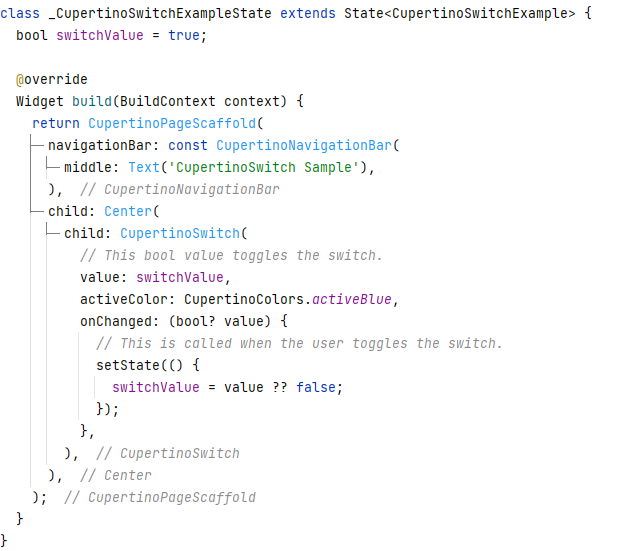 class _CupertinoSwitchExampleState extends State<CupertinoSwitchExample> {
  bool switchValue = true;

  @override
  Widget build(BuildContext context) {
    return CupertinoPageScaffold(
      navigationBar: const CupertinoNavigationBar(
        middle: Text('CupertinoSwitch Sample'),
      ),  // CupertinoNavigationBar
      child: Center(
        child: CupertinoSwitch(
          // This bool value toggles the switch.
          value: switchValue,
          activeColor: CupertinoColors.activeBlue,
          onChanged: (bool? value) {
            // This is called when the user toggles the switch.
            setState(() {
              switchValue = value ?? false;
            });
          },
        ),  // CupertinoSwitch
      ),  // Center
    );  // CupertinoPageScaffold
  }
}